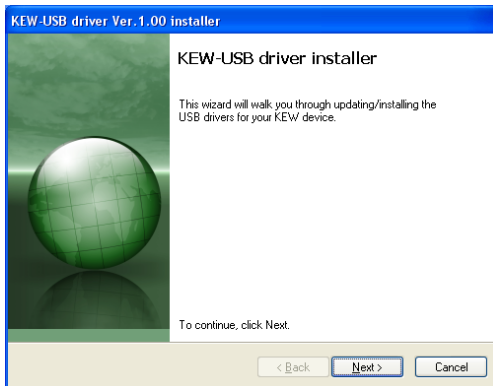 KEW-USB driver Ver.1.00 installer
KEW-USB driver installer
This wizard will walk you through updating/installing the
USB drivers for your KEW device.
To continue, click Next.
< Back Next > Cancel